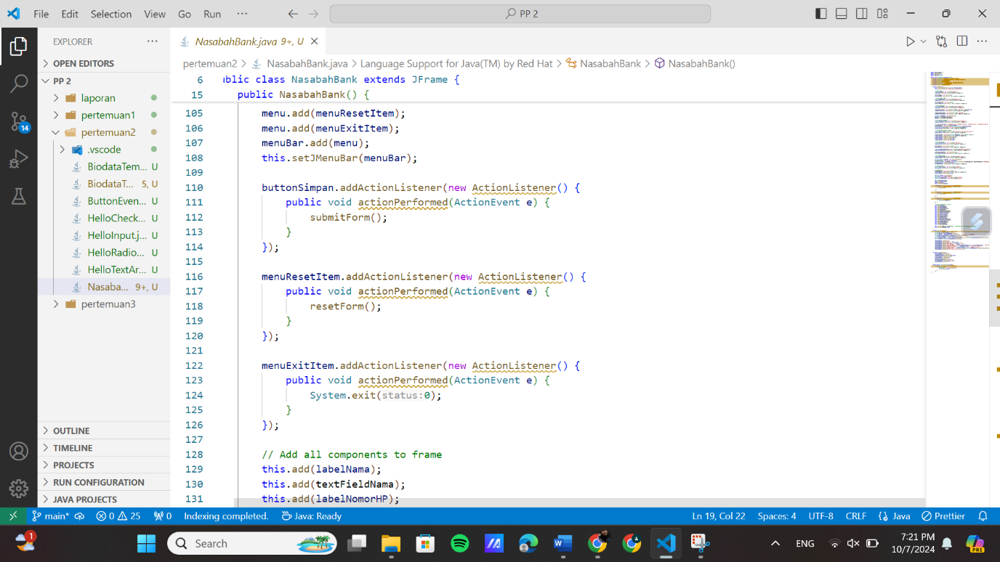 File Edit Selection View Go Run ··· PP 2
EXPLORER ···
OPEN EDITORS
PP 2
laporan
pertemuan1
pertemuan2
.vscode
BiodataTem... U
BiodataT... 5, U
ButtonEven... U
HelloCheck... U
HelloInput.j... U
HelloRadio... U
HelloTextAr... U
Nasaba... 9+, U
pertemuan3
OUTLINE
TIMELINE
PROJECTS
RUN CONFIGURATION
JAVA PROJECTS
14
NasabahBank.java 9+, U
pertemuan2 > NasabahBank.java > Language Support for Java(TM) by Red Hat > NasabahBank > NasabahBank()
6 ublic class NasabahBank extends JFrame {
15 public NasabahBank() {
105 menu.add(menuResetItem);
106 menu.add(menuExitItem);
107 menuBar.add(menu);
108 this.setJMenuBar(menuBar);
109
110 buttonSimpan.addActionListener(new ActionListener() {
111 public void actionPerformed(ActionEvent e) {
112 submitForm();
113 }
114 });
115
116 menuResetItem.addActionListener(new ActionListener() {
117 public void actionPerformed(ActionEvent e) {
118 resetForm();
119 }
120 });
121
122 menuExitItem.addActionListener(new ActionListener() {
123 public void actionPerformed(ActionEvent e) {
124 System.exit(status:0);
125 }
126 });
127
128 // Add all components to frame
129 this.add(labelNama);
130 this.add(textFieldNama);
131 this.add(labelNomorHP);
main* 0 25 0 Indexing completed. Java: Ready Ln 19, Col 22 Spaces: 4 UTF-8 CRLF Java Prettier
1 Search W ENG 7:21 PM
10/7/2024 PRE